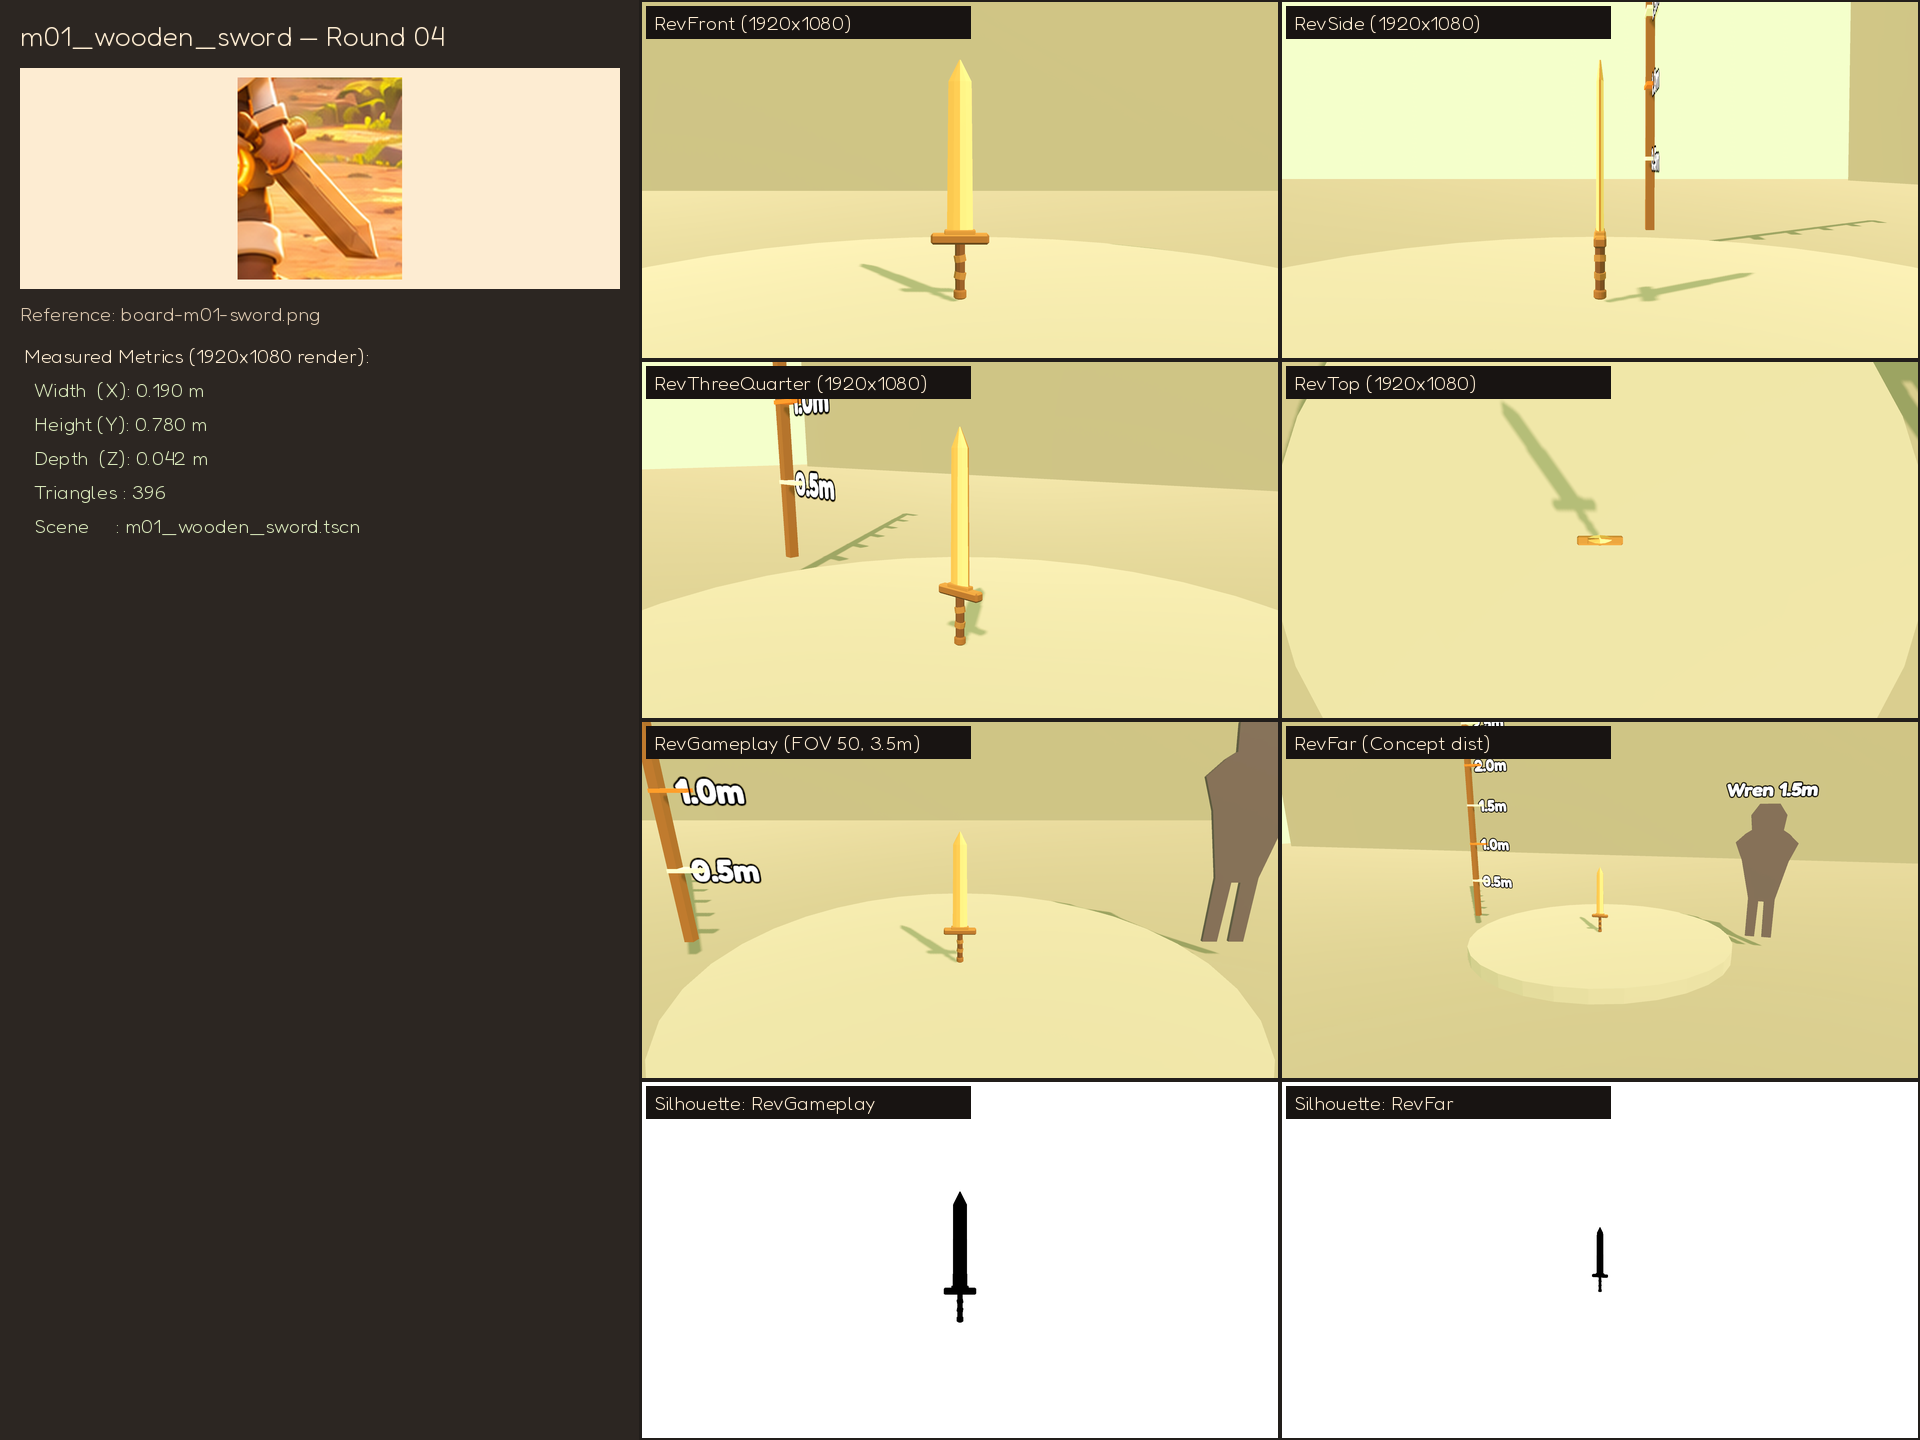 m01_wooden_sword – Round 04
Reference: board-m01-sword.png
Measured Metrics (1920x1080 render):
Width (X): 0.190 m
Height (Y): 0.780 m
Depth (Z): 0.042 m
Triangles : 396
Scene : m01_wooden_sword.tscn
RevFront (1920x1080)
RevSide (1920x1080)
RevThreeQuarter (1920x1080)
1.0m
0.5m
RevTop (1920x1080)
RevGameplay (FOV 50, 3.5m)
1.0m
0.5m
RevFar (Concept dist)
2.0m
1.5m
1.0m
0.5m
Wren 1.5m
Silhouette: RevGameplay
Silhouette: RevFar